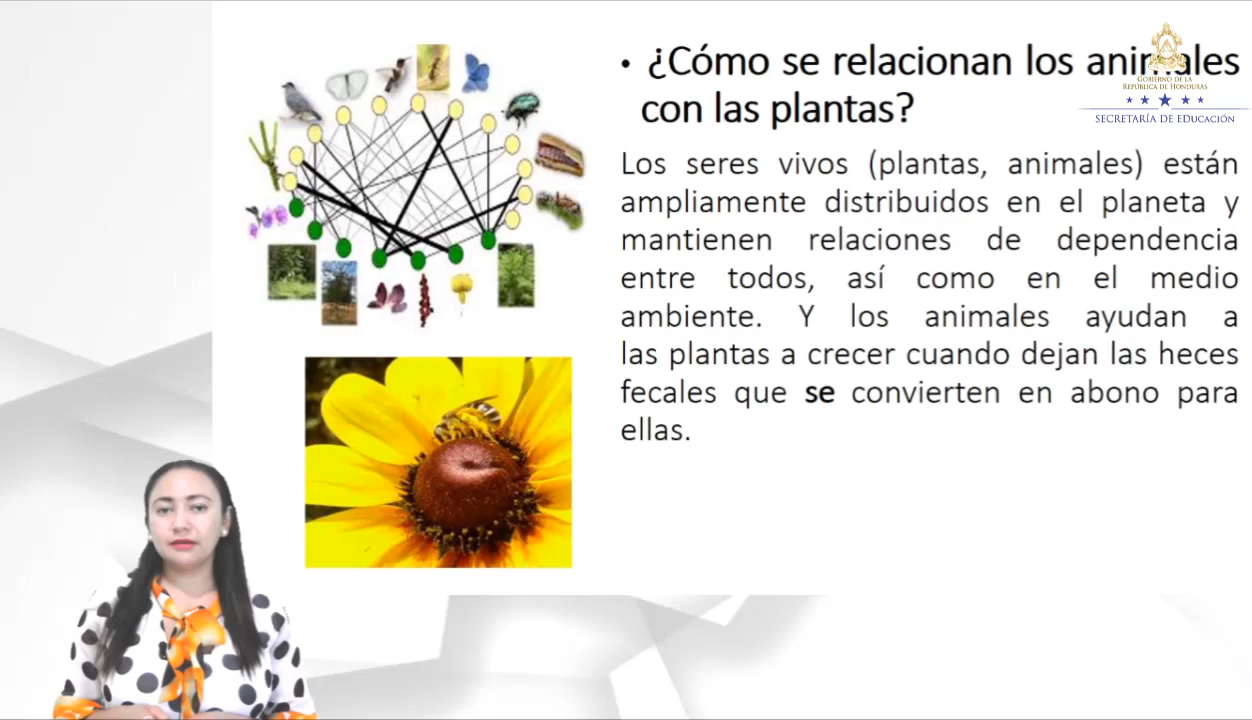 • ¿Cómo se relacionan los animales
con las plantas?
GOBIERNO DE LA
REPÚBLICA DE HONDURAS
SECRETARÍA DE EDUCACIÓN
Los seres vivos (plantas, animales) están
ampliamente distribuidos en el planeta y
mantienen relaciones de dependencia
entre todos, así como en el medio
ambiente. Y los animales ayudan a
las plantas a crecer cuando dejan las heces
fecales que se convierten en abono para
ellas.